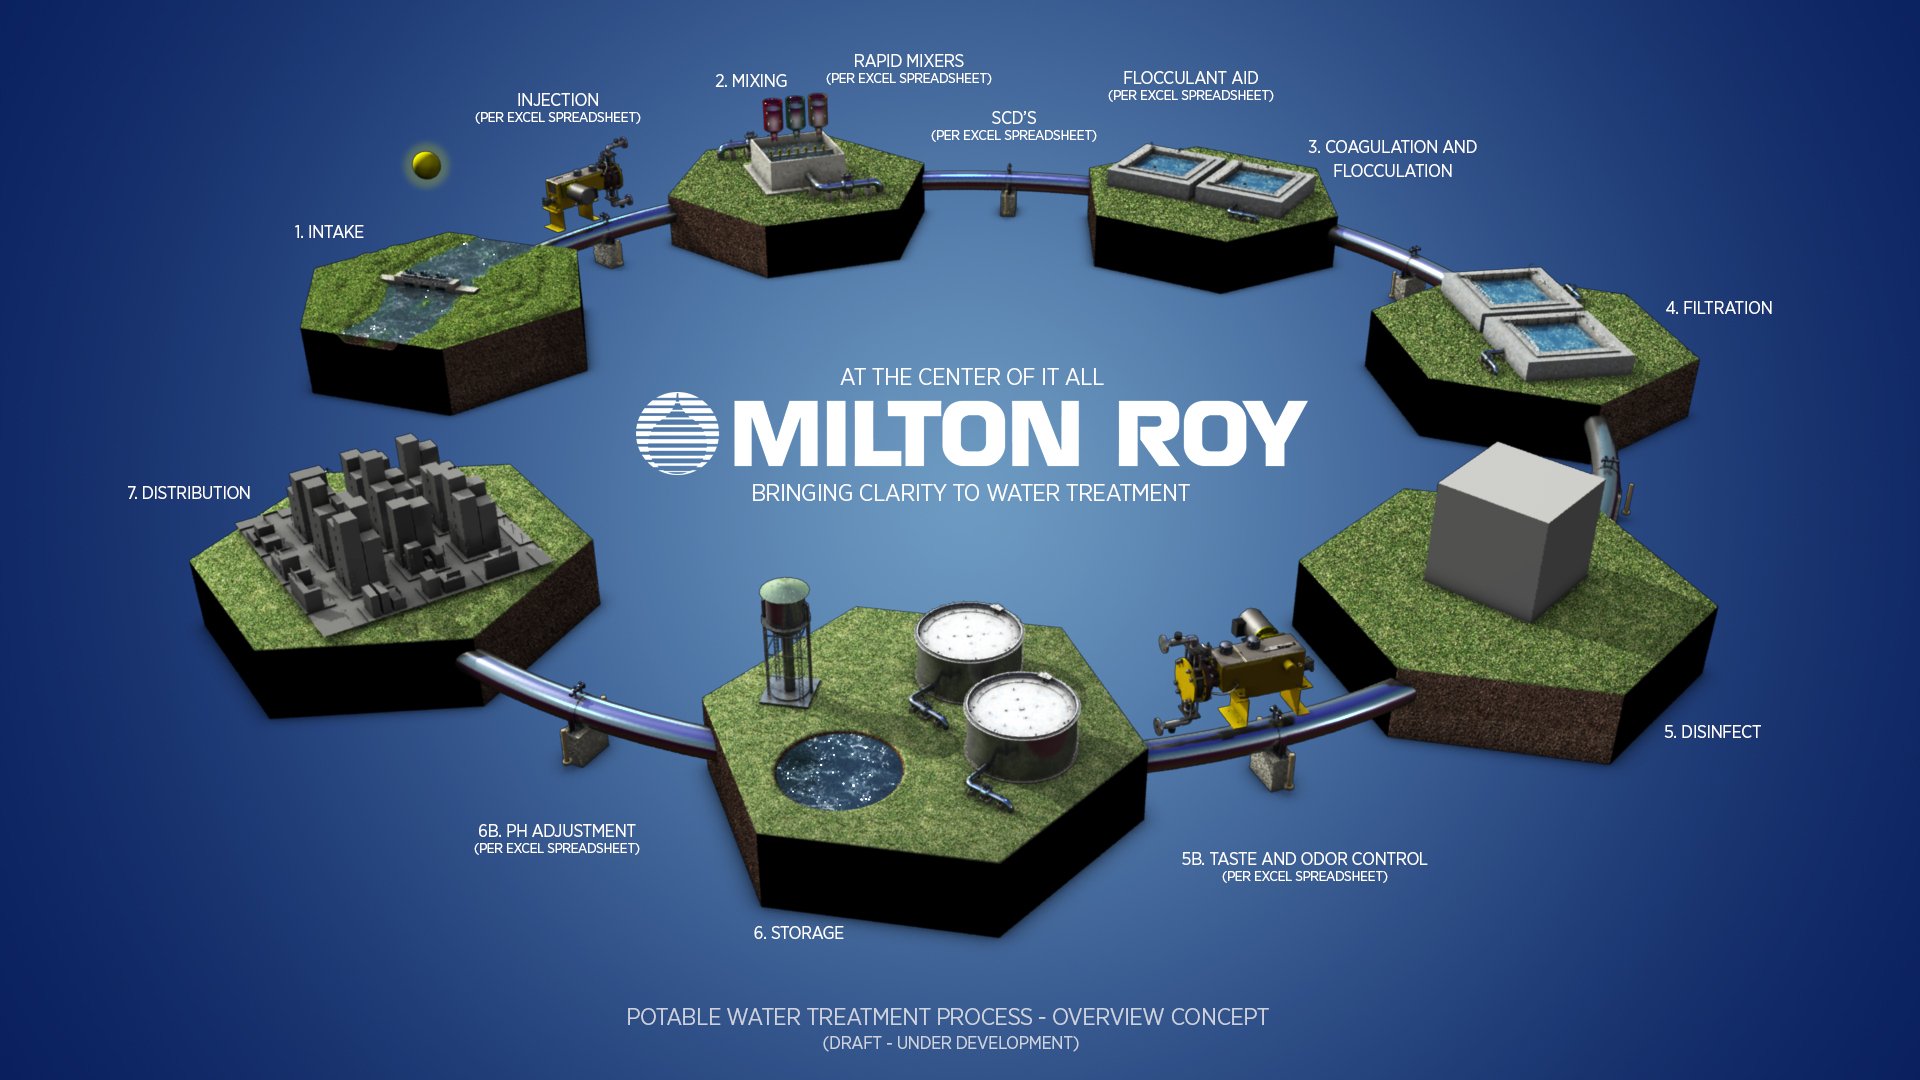 RAPID MIXERS
(PER EXCEL SPREADSHEET)
2. MIXING
FLOCCULANT AID
(PER EXCEL SPREADSHEET)
INJECTION
(PER EXCEL SPREADSHEET)
SCD'S
(PER EXCEL SPREADSHEET)
3. COAGULATION AND
FLOCCULATION
1. INTAKE
4. FILTRATION
AT THE CENTER OF IT ALL
MILTON ROY
BRINGING CLARITY TO WATER TREATMENT
7. DISTRIBUTION
5. DISINFECT
6B. PH ADJUSTMENT
(PER EXCEL SPREADSHEET)
5B. TASTE AND ODOR CONTROL
(PER EXCEL SPREADSHEET)
6. STORAGE
POTABLE WATER TREATMENT PROCESS - OVERVIEW CONCEPT
(DRAFT - UNDER DEVELOPMENT)